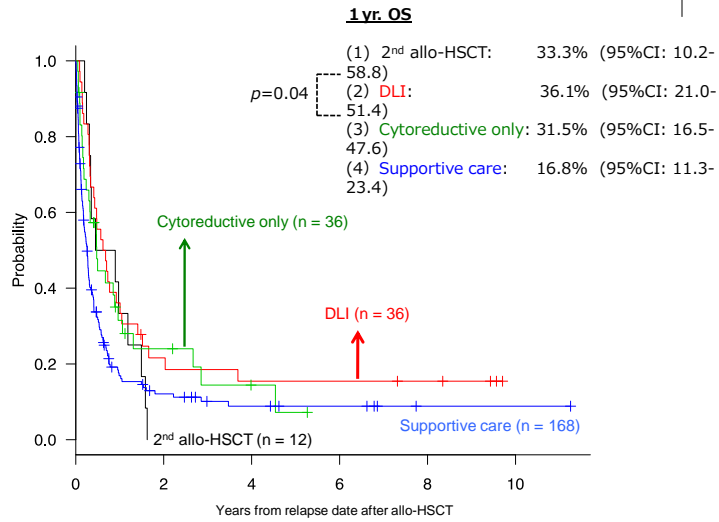 1 yr. OS
(1) 2nd allo-HSCT: 33.3% (95%CI: 10.2-
58.8)
(2) DLI: 36.1% (95%CI: 21.0-
51.4)
(3) Cytoreductive only: 31.5% (95%CI: 16.5-
47.6)
(4) Supportive care: 16.8% (95%CI: 11.3-
23.4)
p=0.04
Probability
1.0
0.8
0.6
0.4
0.2
0.0
Cytoreductive only (n = 36)
DLI (n = 36)
2nd allo-HSCT (n = 12)
Supportive care (n = 168)
0 2 4 6 8 10
Years from relapse date after allo-HSCT